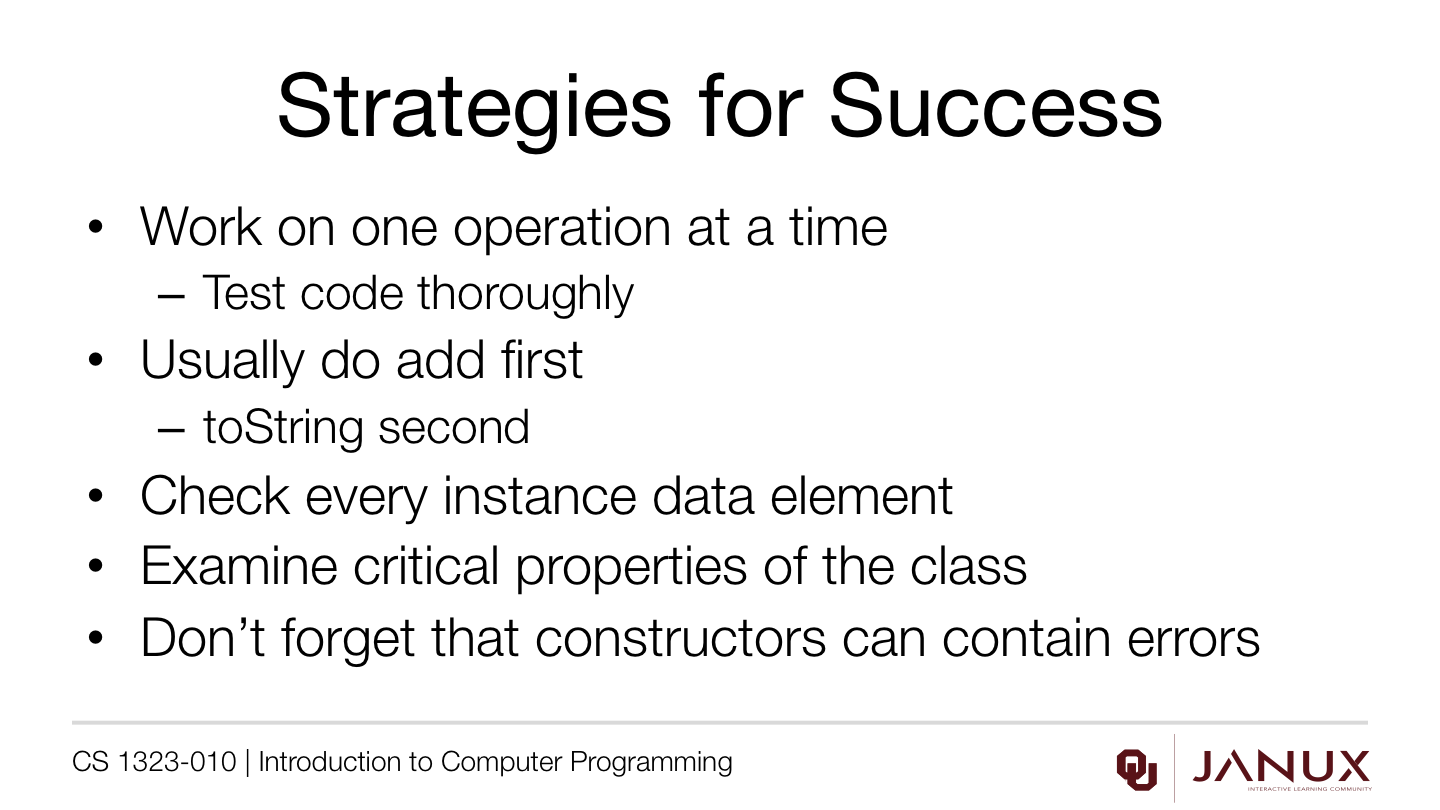 Strategies for Success
• Work on one operation at a time
– Test code thoroughly
• Usually do add first
– toString second
• Check every instance data element
• Examine critical properties of the class
• Don’t forget that constructors can contain errors
CS 1323-010 | Introduction to Computer Programming
OU JANUX
INTERACTIVE LEARNING COMMUNITY